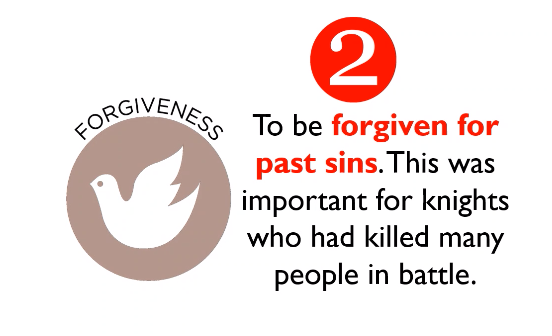 2
FORGIVENESS
To be forgiven for
past sins. This was
important for knights
who had killed many
people in battle.